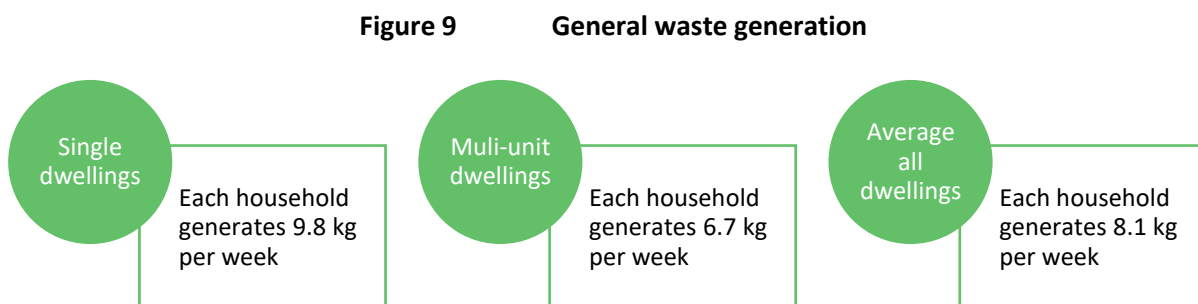 Figure 9 General waste generation
Single
dwellings
Each household
generates 9.8 kg
per week
Muli-unit
dwellings
Each household
generates 6.7 kg
per week
Average
all
dwellings
Each household
generates 8.1 kg
per week